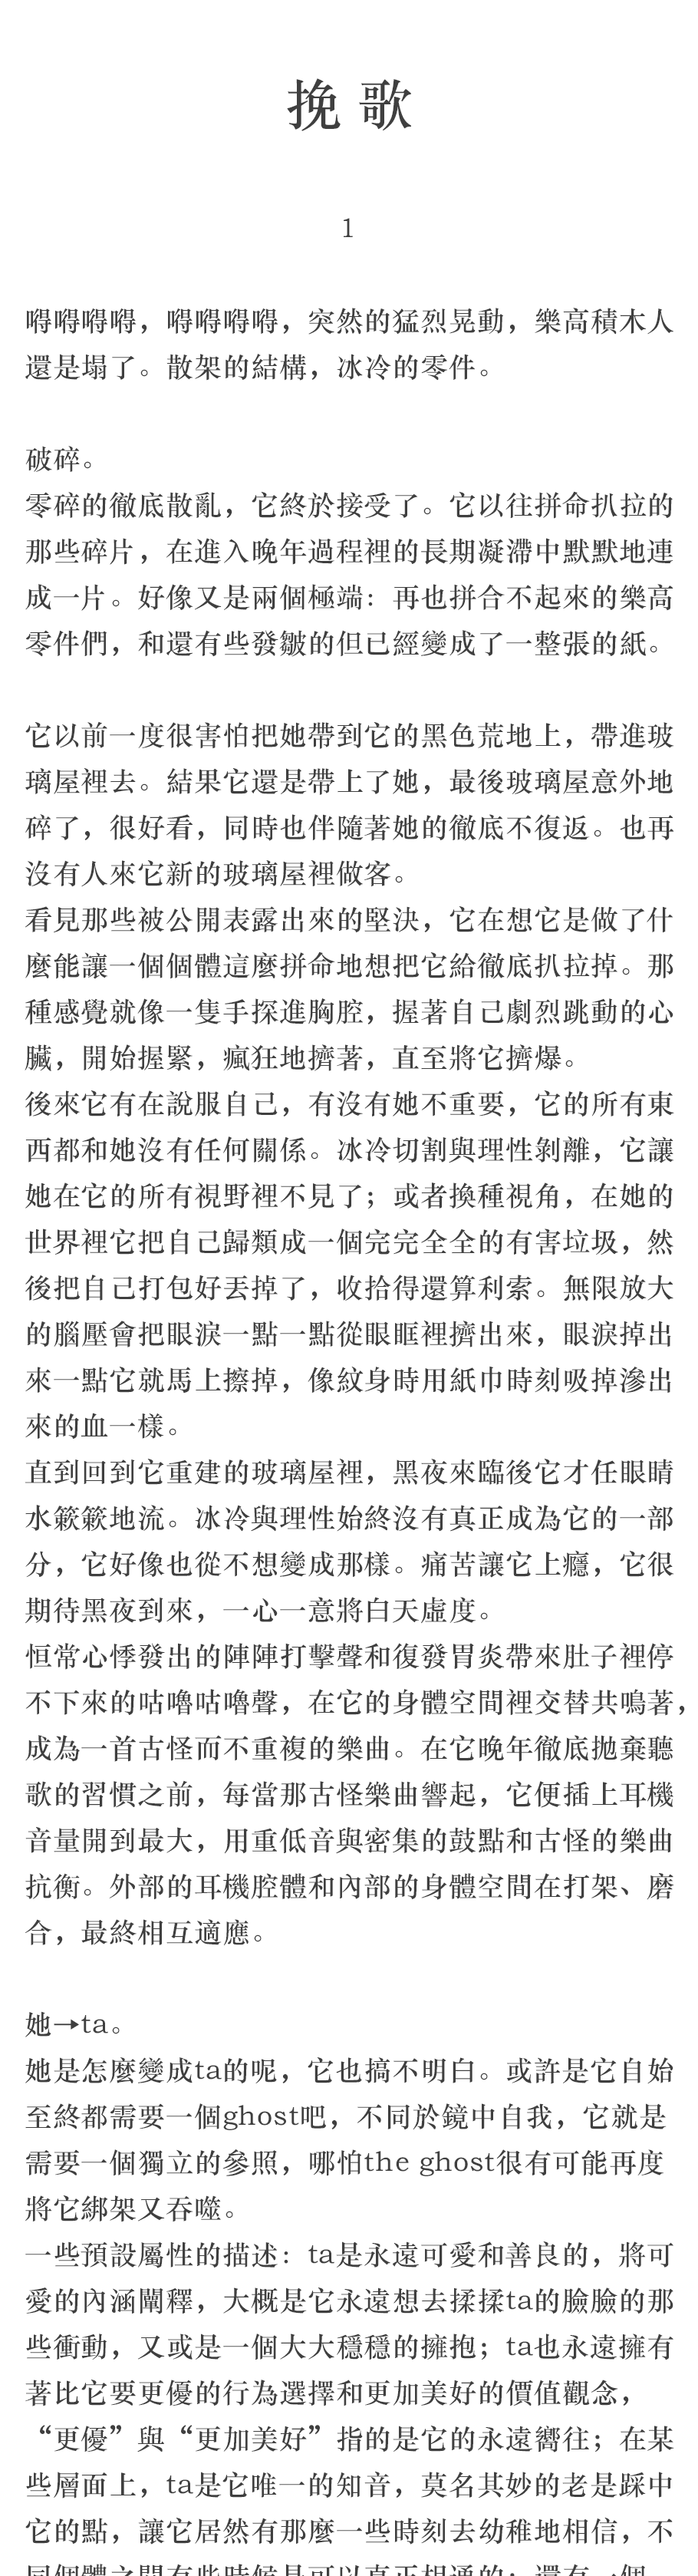 挽歌
1
嘚嘚嘚嘚，嘚嘚嘚嘚，突然的猛烈晃動，樂高積木人
還是塌了。散架的結構，冰冷的零件。
破碎。
零碎的徹底散亂，它終於接受了。它以往拼命扒拉的
那些碎片，在進入晚年過程裡的長期凝滯中默默地連
成一片。好像又是兩個極端：再也拼合不起來的樂高
零件們，和還有些發皺的但已經變成了一整張的紙。
它以前一度很害怕把她帶到它的黑色荒地上，帶進玻
璃屋裡去。結果它還是帶上了她，最後玻璃屋意外地
碎了，很好看，同時也伴隨著她的徹底不復返。也再
沒有人來它新的玻璃屋裡做客。
看見那些被公開表露出來的堅決，它在想它是做了什
麼能讓一個個體這麼拼命地想把它給徹底扒拉掉。那
種感覺就像一隻手探進胸腔，握著自己劇烈跳動的心
臟，開始握緊，瘋狂地擠著，直至將它擠爆。
後來它有在說服自己，有沒有她不重要，它的所有東
西都和她沒有任何關係。冰冷切割與理性剝離，它讓
她在它的所有視野裡不見了；或者換種視角，在她的
世界裡它把自己歸類成一個完完全全的有害垃圾，然
後把自己打包好丟掉了，收拾得還算利索。無限放大
的腦壓會把眼淚一點一點從眼眶裡擠出來，眼淚掉出
來一點它就馬上擦掉，像紋身時用紙巾時刻吸掉滲出
來的血一樣。
直到回到它重建的玻璃屋裡，黑夜來臨後它才任眼睛
水簌簌地流。冰冷與理性始終沒有真正成為它的一部
分，它好像也從不想變成那樣。痛苦讓它上癮，它很
期待黑夜到來，一心一意將白天虛度。
恒常心悸發出的陣陣打擊聲和復發胃炎帶來肚子裡停
不下來的咕嚕咕嚕聲，在它的身體空間裡交替共鳴著，
成為一首古怪而不重複的樂曲。在它晚年徹底拋棄聽
歌的習慣之前，每當那古怪樂曲響起，它便插上耳機
音量開到最大，用重低音與密集的鼓點和古怪的樂曲
抗衡。外部的耳機腔體和內部的身體空間在打架、磨
合，最終相互適應。
她→ta。
她是怎麼變成ta的呢，它也搞不明白。或許是它自始
至終都需要一個ghost吧，不同於鏡中自我，它就是
需要一個獨立的參照，哪怕the ghost很有可能再度
將它綁架又吞噬。
一些預設屬性的描述：ta是永遠可愛和善良的，將可
愛的內涵闡釋，大概是它永遠想去揉揉ta的臉臉的那
些衝動，又或是一個大大穩穩的擁抱；ta也永遠擁有
著比它要更優的行為選擇和更加美好的價值觀念，
“更優”與“更加美好”指的是它的永遠嚮往；在某
些層面上，ta是它唯一的知音，莫名其妙的老是踩中
它的點，讓它居然有那麼一些時刻去幼稚地相信，不
同個體之間有些時候是可以真正相通的；還有一個